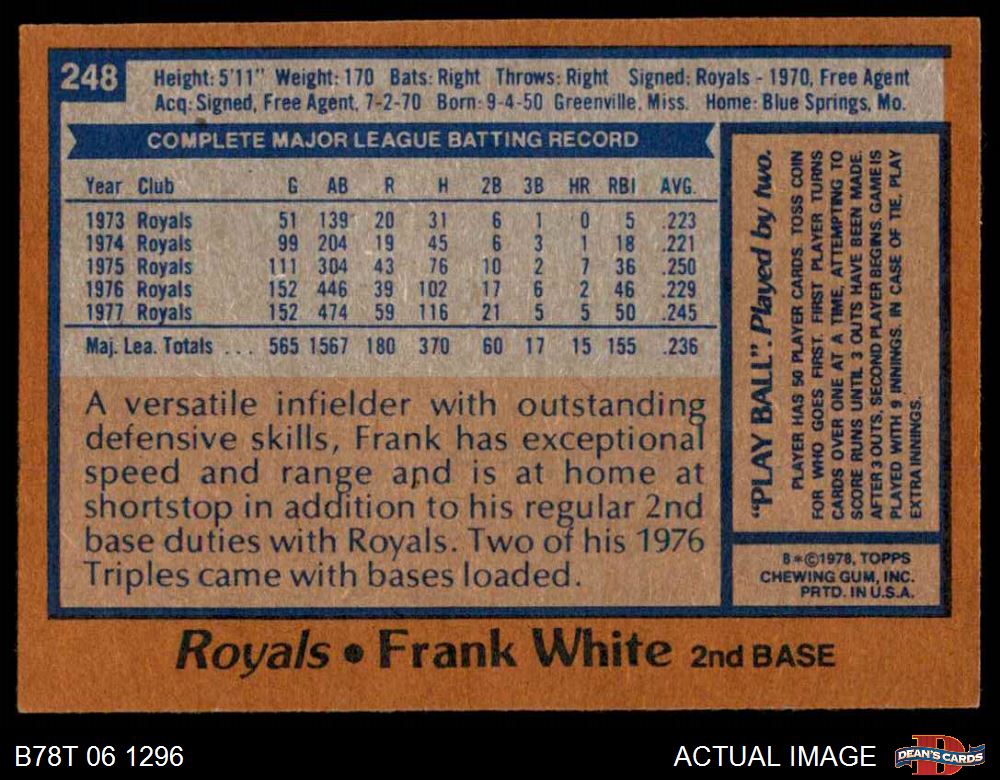 248
Height: 5'11" Weight: 170 Bats: Right Throws: Right Signed: Royals - 1970, Free Agent
Acq: Signed, Free Agent, 7-2-70 Born: 9-4-50 Greenville, Miss. Home: Blue Springs, Mo.
COMPLETE MAJOR LEAGUE BATTING RECORD
Year Club G AB R H 2B 3B HR RBI AVG.
1973 Royals 51 139 20 31 6 1 0 5 .223
1974 Royals 99 204 19 45 6 3 1 18 .221
1975 Royals 111 304 43 76 10 2 7 36 .250
1976 Royals 152 446 39 102 17 6 2 46 .229
1977 Royals 152 474 59 116 21 5 5 50 .245
Maj. Lea. Totals ... 565 1567 180 370 60 17 15 155 .236
A versatile infielder with outstanding
defensive skills, Frank has exceptional
speed and range and is at home at
shortstop in addition to his regular 2nd
base duties with Royals. Two of his 1976
Triples came with bases loaded.
"PLAY BALL". Played by two.
PLAYER HAS 50 PLAYER CARDS. TOSS COIN
FOR WHO GOES FIRST. FIRST PLAYER TURNS
CARDS OVER ONE AT A TIME, ATTEMPTING TO
SCORE RUNS UNTIL 3 OUTS HAVE BEEN MADE.
AFTER 3 OUTS, SECOND PLAYER BEGINS. GAME IS
PLAYED WITH 9 INNINGS. IN CASE OF TIE, PLAY
EXTRA INNINGS.
B*©1978, TOPPS
CHEWING GUM, INC.
PRTD. IN U.S.A.
Royals • Frank White 2nd BASE
B78T 06 1296
ACTUAL IMAGE
D
DEAN'S CARDS